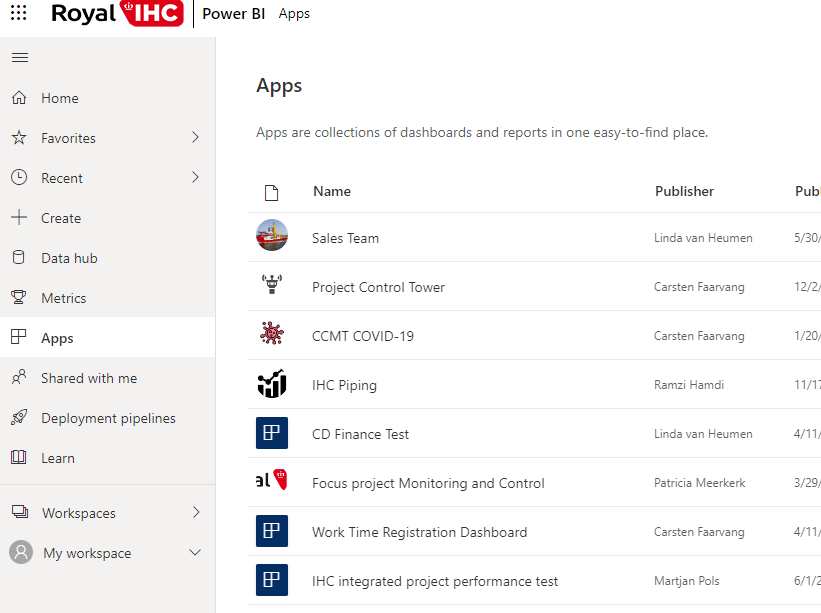 Royal IHC Power BI Apps
Home
Favorites
Recent
Create
Data hub
Metrics
Apps
Shared with me
Deployment pipelines
Learn
Workspaces
My workspace
Apps
Apps are collections of dashboards and reports in one easy-to-find place.
Name Publisher Publ
Sales Team Linda van Heumen 5/30/
Project Control Tower Carsten Faarvang 12/2/
CCMT COVID-19 Carsten Faarvang 1/20/
IHC Piping Ramzi Hamdi 11/17
CD Finance Test Linda van Heumen 4/11/
al Focus project Monitoring and Control Patricia Meerkerk 3/29/
Work Time Registration Dashboard Carsten Faarvang 4/11/
IHC integrated project performance test Martjan Pols 6/1/2